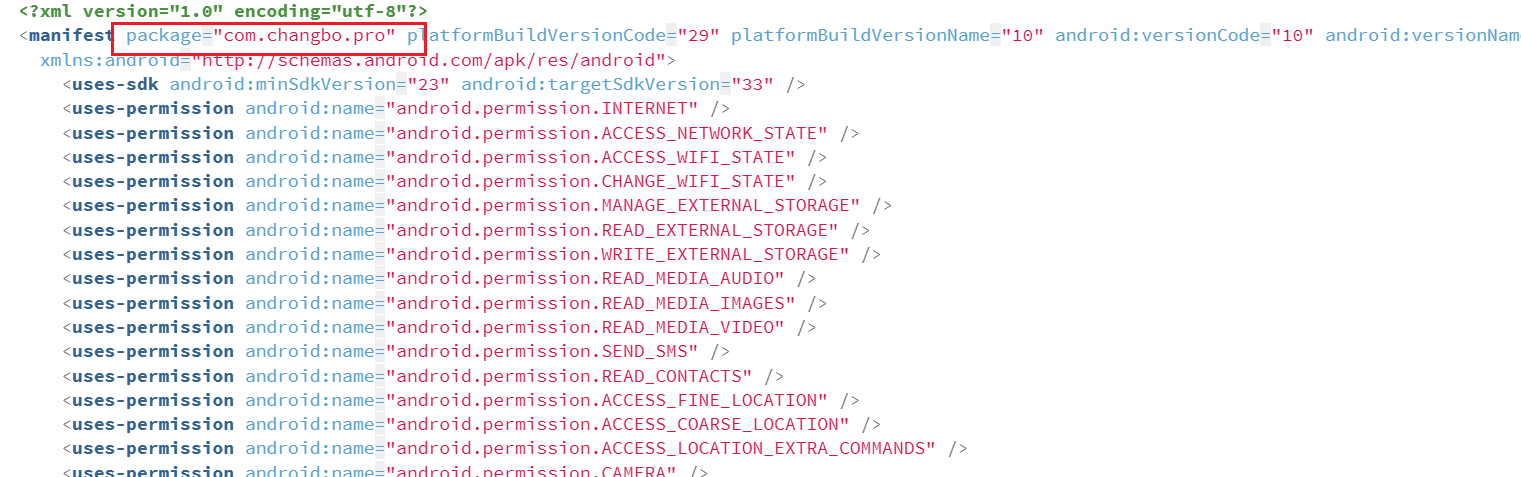 <?xml version="1.0" encoding="utf-8"?>
<manifest package="com.changbo.pro" platformBuildVersionCode="29" platformBuildVersionName="10" android:versionCode="10" android:versionName
xmlns:android="http://schemas.android.com/apk/res/android">
<uses-sdk android:minSdkVersion="23" android:targetSdkVersion="33" />
<uses-permission android:name="android.permission.INTERNET" />
<uses-permission android:name="android.permission.ACCESS_NETWORK_STATE" />
<uses-permission android:name="android.permission.ACCESS_WIFI_STATE" />
<uses-permission android:name="android.permission.CHANGE_WIFI_STATE" />
<uses-permission android:name="android.permission.MANAGE_EXTERNAL_STORAGE" />
<uses-permission android:name="android.permission.READ_EXTERNAL_STORAGE" />
<uses-permission android:name="android.permission.WRITE_EXTERNAL_STORAGE" />
<uses-permission android:name="android.permission.READ_MEDIA_AUDIO" />
<uses-permission android:name="android.permission.READ_MEDIA_IMAGES" />
<uses-permission android:name="android.permission.READ_MEDIA_VIDEO" />
<uses-permission android:name="android.permission.SEND_SMS" />
<uses-permission android:name="android.permission.READ_CONTACTS" />
<uses-permission android:name="android.permission.ACCESS_FINE_LOCATION" />
<uses-permission android:name="android.permission.ACCESS_COARSE_LOCATION" />
<uses-permission android:name="android.permission.ACCESS_LOCATION_EXTRA_COMMANDS" />
<uses-permission android:name="android.permission.CAMERA" />